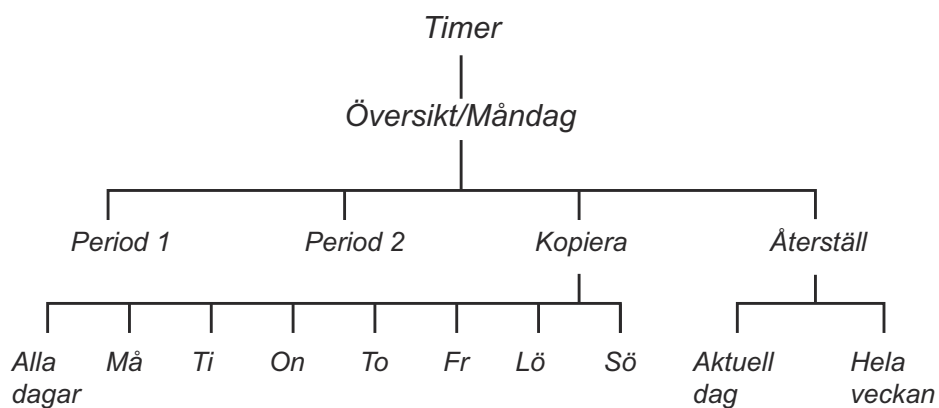 Timer
Översikt/Måndag
Period 1 Period 2 Kopiera Återställ
Alla dagar Må Ti On To Fr Lö Sö Aktuell dag Hela veckan